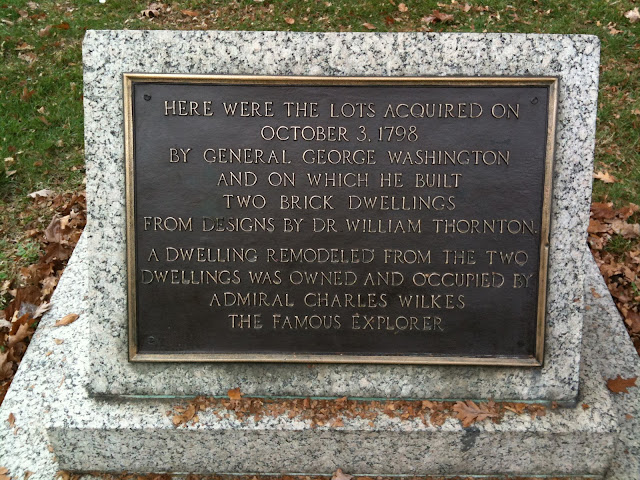 HERE WERE THE LOTS ACQUIRED ON
OCTOBER 3, 1798
BY GENERAL GEORGE WASHINGTON
AND ON WHICH HE BUILT
TWO BRICK DWELLINGS
FROM DESIGNS BY DR WILLIAM THORNTON.
A DWELLING REMODELED FROM THE TWO
DWELLINGS WAS OWNED AND OCCUPIED BY
ADMIRAL CHARLES WILKES
THE FAMOUS EXPLORER